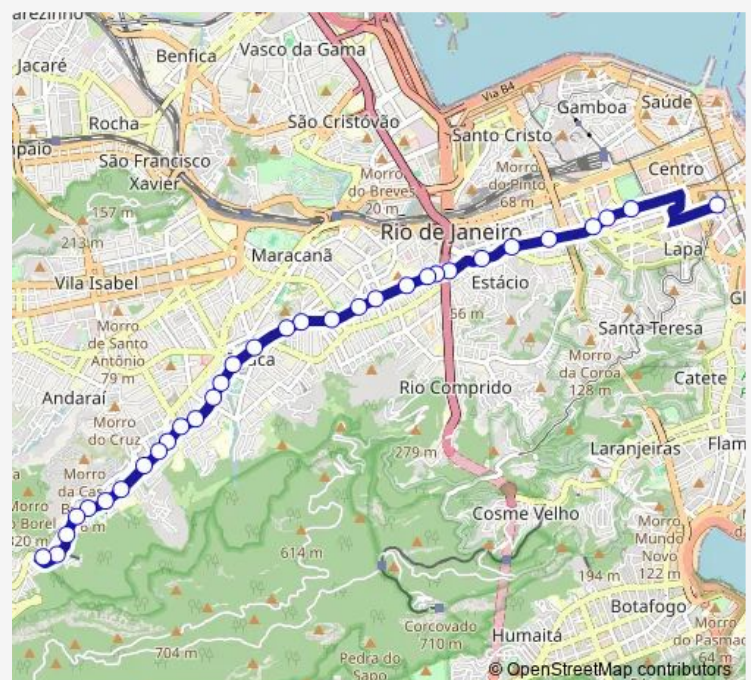 Jacaré
Benfica
Vasco da Gama
Rocha
São Cristóvão
Via B4
Gamboa
Saúde
Santo Cristo
São Francisco
Xavier
Morro
do Breves
20 m
Morro
do Pinto
68 m
Centro
157 m
213 m
Rio de Janeiro
Maracanã
Lapa
Vila Isabel
Estácio
56 m
Morro
de Santo
Antônio
79 m
Santa Teresa
Morro
da Coroa
128 m
Rio Comprido
Catete
Andaraí
Morro
do Cruz
279 m
Laranjeiras
Flam
Morro
da Cas
Morro
Borel
Cosme Velho
614 m
Morro
Mundo
Novo
122 m
194 m
Botafogo
Corcovado
710 m
Humaitá
704 m
Pedra do
Sapo
Morro
do Pasma
64 m
© OpenStreetMap contributors